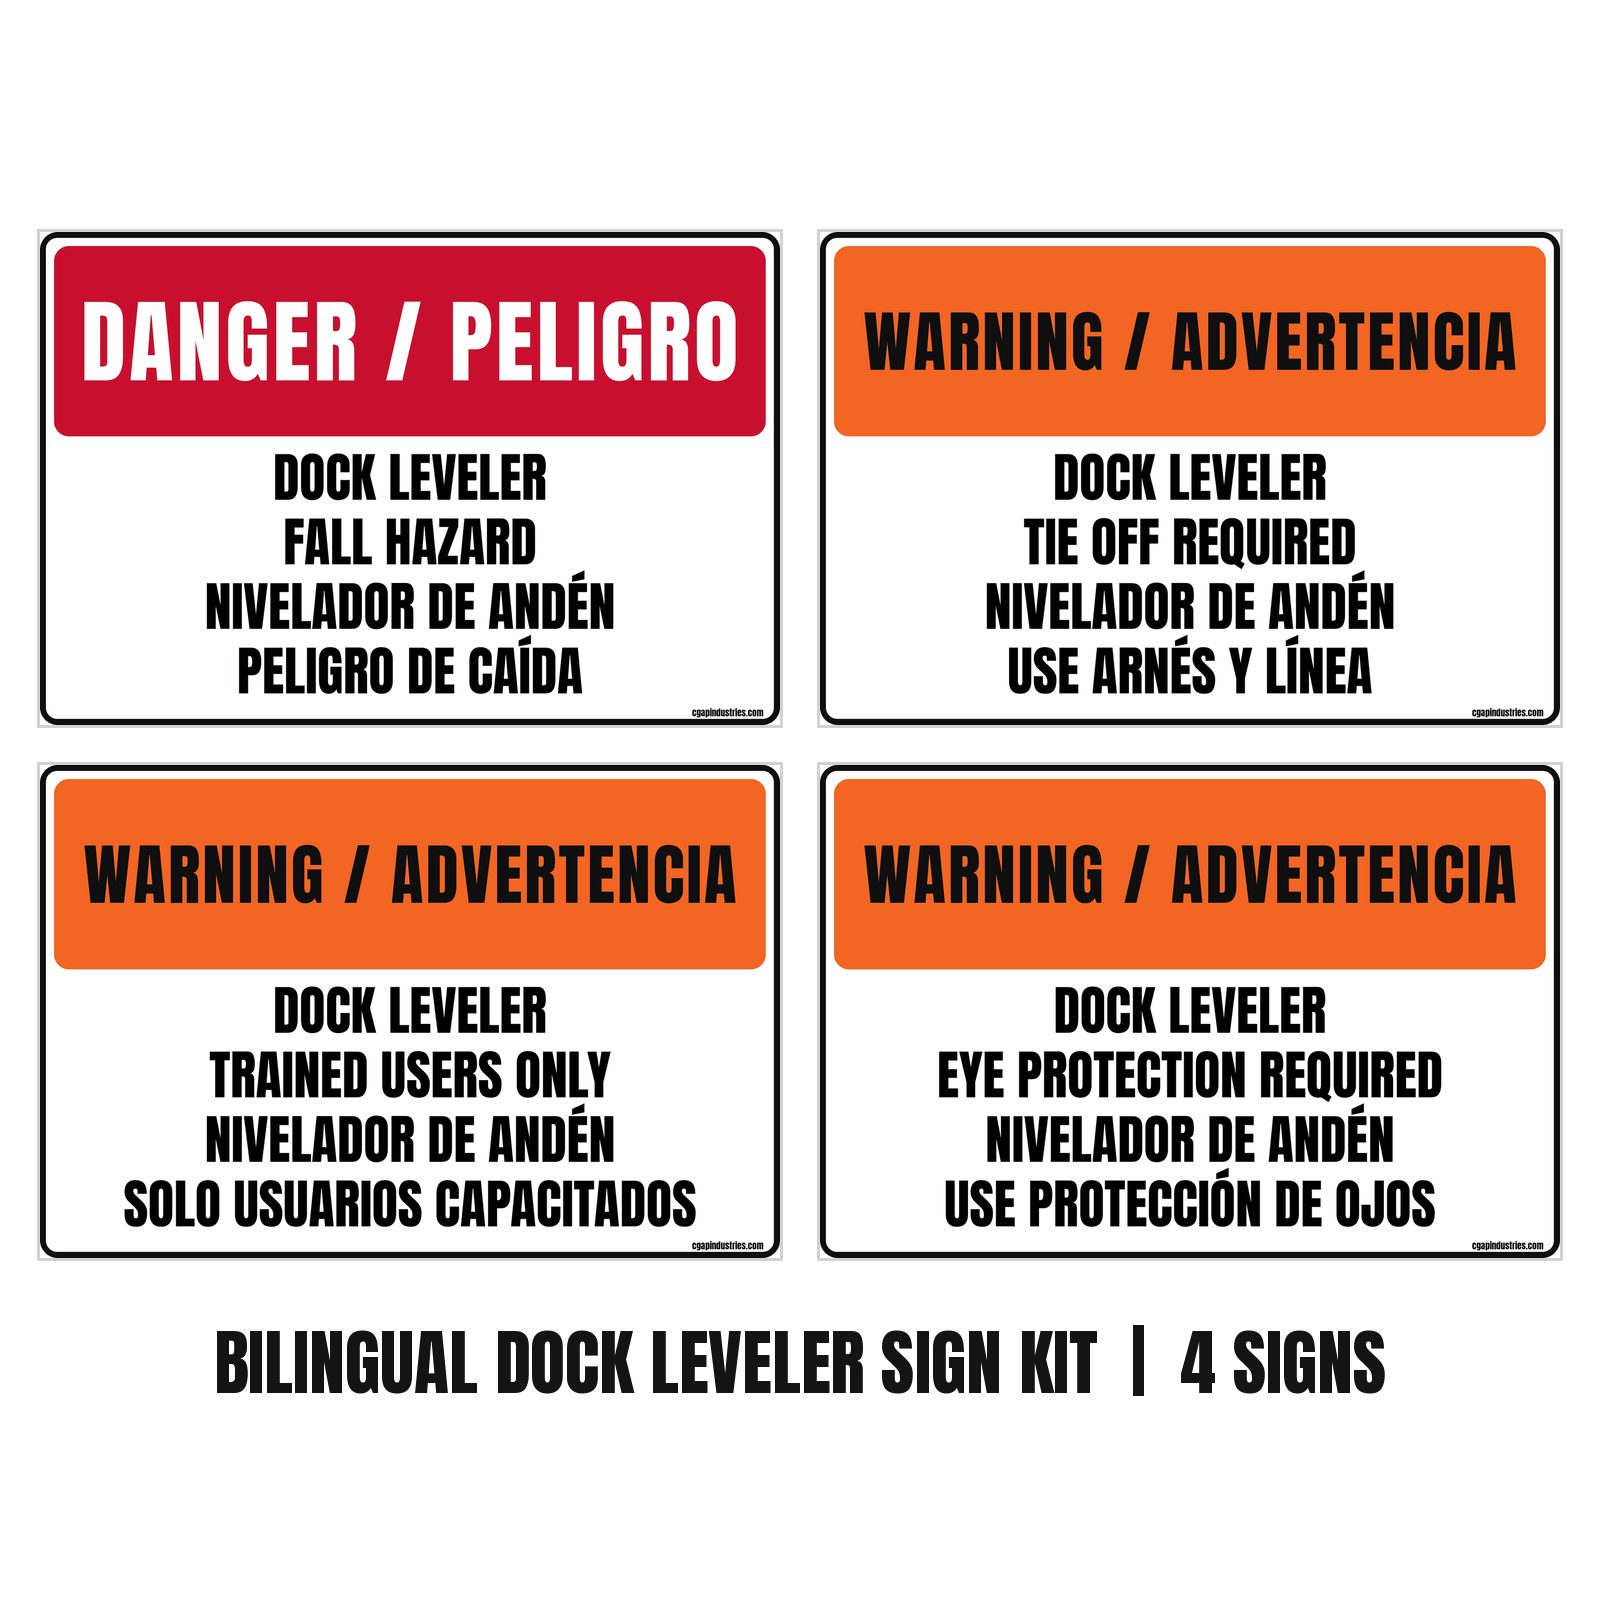 DANGER / PELIGRO
DOCK LEVELER
FALL HAZARD
NIVELADOR DE ANDÉN
PELIGRO DE CAÍDA
cgapindustries.com
WARNING / ADVERTENCIA
DOCK LEVELER
TIE OFF REQUIRED
NIVELADOR DE ANDÉN
USE ARNÉS Y LÍNEA
cgapindustries.com
WARNING / ADVERTENCIA
DOCK LEVELER
TRAINED USERS ONLY
NIVELADOR DE ANDÉN
SOLO USUARIOS CAPACITADOS
cgapindustries.com
WARNING / ADVERTENCIA
DOCK LEVELER
EYE PROTECTION REQUIRED
NIVELADOR DE ANDÉN
USE PROTECCIÓN DE OJOS
cgapindustries.com
BILINGUAL DOCK LEVELER SIGN KIT | 4 SIGNS